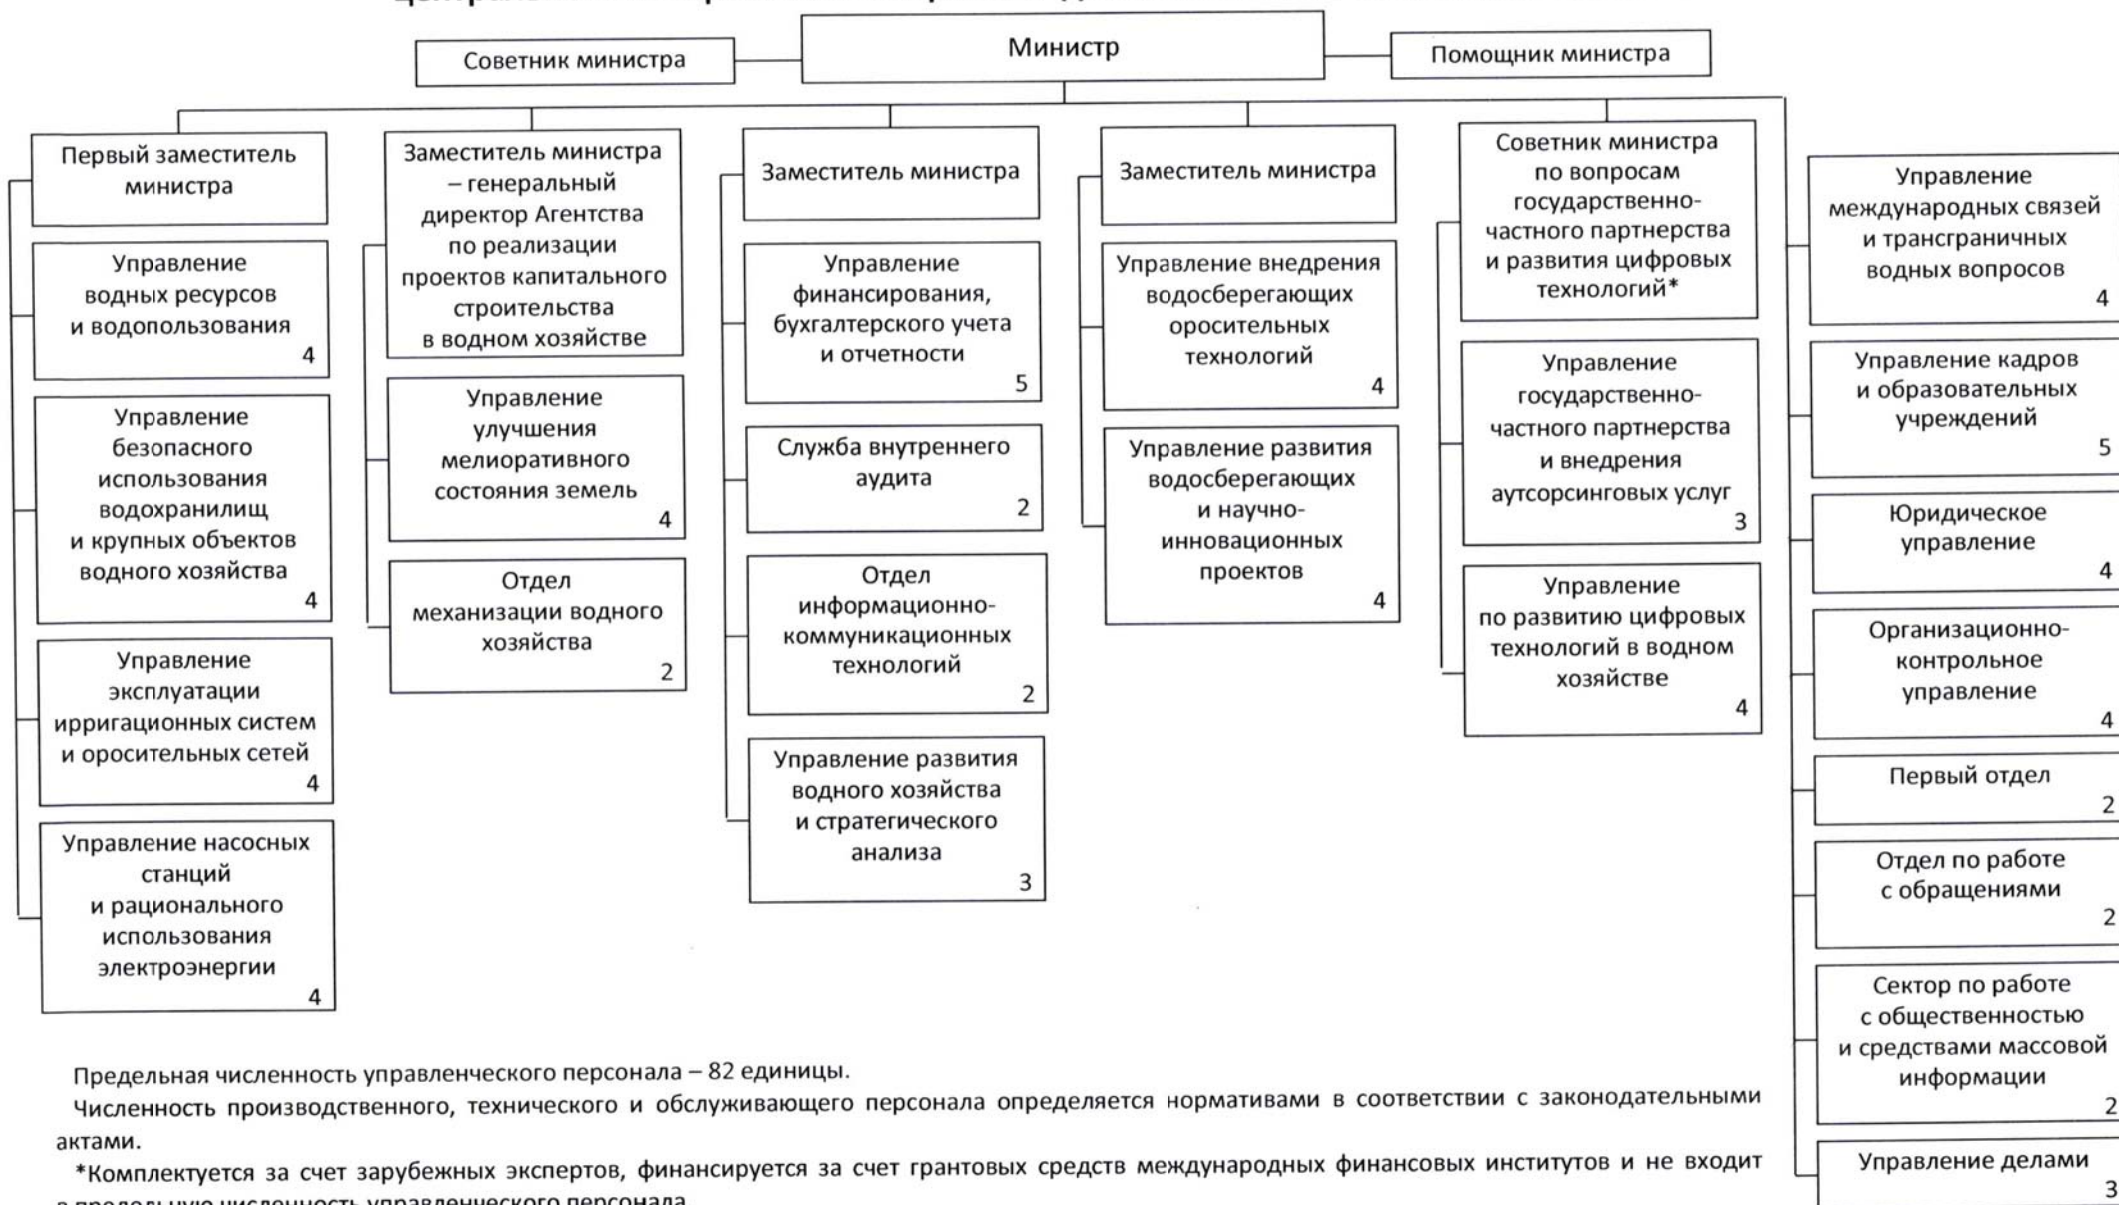 Министр
Советник министра
Помощник министра
Первый заместитель
министра
Управление
водных ресурсов
и водопользования
4
Управление
безопасного
использования
водохранилищ
и крупных объектов
водного хозяйства
4
Управление
эксплуатации
ирригационных систем
и оросительных сетей
4
Управление насосных
станций
и рационального
использования
электроэнергии
4
Заместитель министра
– генеральный
директор Агентства
по реализации
проектов капитального
строительства
в водном хозяйстве
Управление
улучшения
мелиоративного
состояния земель
4
Отдел
механизации водного
хозяйства
2
Заместитель министра
Управление
финансирования,
бухгалтерского учета
и отчетности
5
Служба внутреннего
аудита
2
Отдел
информационно-
коммуникационных
технологий
2
Управление развития
водного хозяйства
и стратегического
анализа
3
Заместитель министра
Управление внедрения
водосберегающих
оросительных
технологий
4
Управление развития
водосберегающих
и научно-
инновационных
проектов
4
Советник министра
по вопросам
государственно-
частного партнерства
и развития цифровых
технологий*
Управление
государственно-
частного партнерства
и внедрения
аутсорсинговых услуг
3
Управление
по развитию цифровых
технологий в водном
хозяйстве
4
Управление
международных связей
и трансграничных
водных вопросов
4
Управление кадров
и образовательных
учреждений
5
Юридическое
управление
4
Организационно-
контрольное
управление
4
Первый отдел
2
Отдел по работе
с обращениями
2
Сектор по работе
с общественностью
и средствами массовой
информации
2
Управление делами
3
Предельная численность управленческого персонала – 82 единицы.
Численность производственного, технического и обслуживающего персонала определяется нормативами в соответствии с законодательными
актами.
*Комплектуется за счет зарубежных экспертов, финансируется за счет грантовых средств международных финансовых институтов и не входит
в предельную численность управленческого персонала.